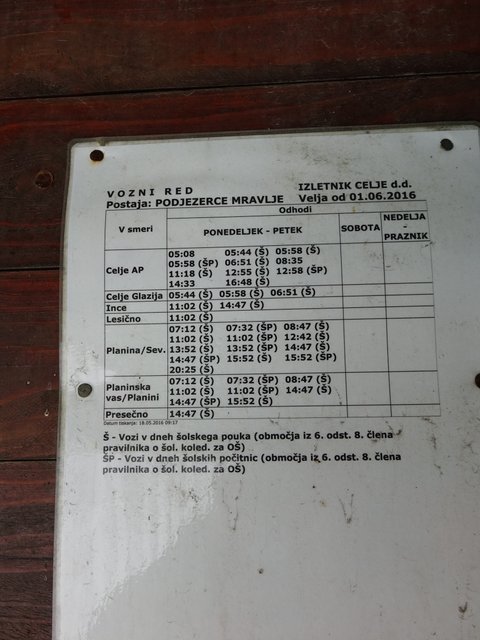 VOZNI RED IZLETNIK CELJE d.d.
Postaja: PODJEZERCE MRAVLJE Velja od 01.06.2016
V smeri Odhodi
PONEDELJEK - PETEK SOBOTA NEDELJA - PRAZNIK
Celje AP 05:08 05:44 (Š) 05:58 (Š)
05:58 (ŠP) 06:51 (Š) 08:35
11:18 (Š) 12:55 (Š) 12:58 (ŠP)
14:33 16:48 (Š)
Celje Glazija 05:44 (Š) 05:58 (Š) 06:51 (Š)
Ince 11:02 (Š) 14:47 (Š)
Lesično 11:02 (Š)
Planina/Sev. 07:12 (Š) 07:32 (ŠP) 08:47 (Š)
11:02 (Š) 11:02 (ŠP) 12:42 (Š)
13:52 (Š) 13:52 (ŠP) 14:47 (Š)
14:47 (ŠP) 15:52 (Š) 15:52 (ŠP)
20:25 (Š)
Planinska vas/Planini 07:12 (Š) 07:32 (ŠP) 08:47 (Š)
11:02 (Š) 11:02 (ŠP) 14:47 (Š)
14:47 (ŠP) 15:52 (Š)
Presečno 14:47 (Š)
Datum tiskanja: 18.05.2016 09:17
Š - Vozi v dneh šolskega pouka (območja iz 6. odst. 8. člena
pravilnika o šol. koled. za OŠ)
ŠP - Vozi v dneh šolskih počitnic (območja iz 6. odst. 8. člena
pravilnika o šol. koled. za OŠ)